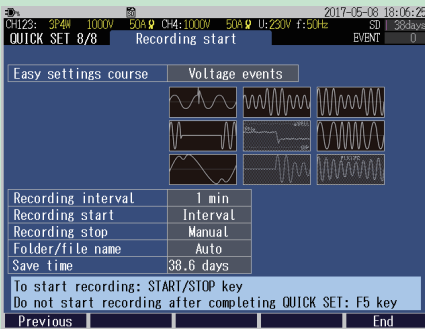 2017-05-08 18:06:25
CH123: 3P4W 1000V 50A CH4:1000V 50A U:230V f:50Hz SD 38days
QUICK SET 8/8 Recording start EVENT 0
Easy settings course Voltage events
Recording interval 1 min
Recording start Interval
Recording stop Manual
Folder/file name Auto
Save time 38.6 days
To start recording: START/STOP key
Do not start recording after completing QUICK SET: F5 key
Previous End